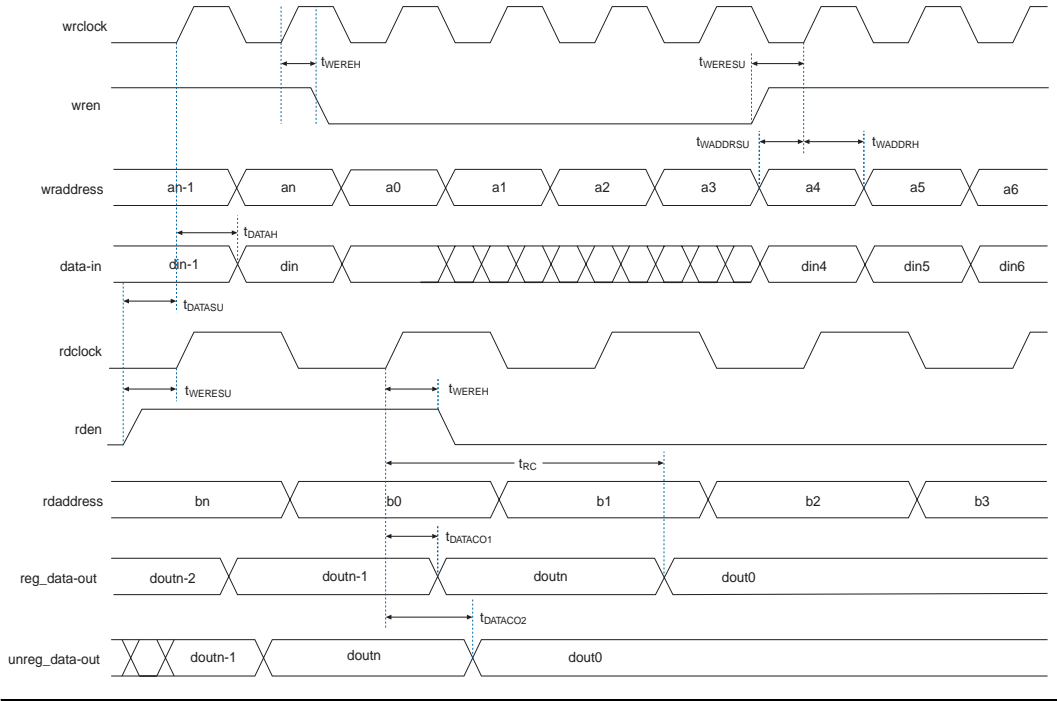 wrclock
tWEREH
tWERESU
wren
tWADDRSU
tWADDRH
wraddress
an-1
an
a0
a1
a2
a3
a4
a5
a6
tDATAH
data-in
din-1
din
din4
din5
din6
tDATASU
rdclock
tWERESU
tWEREH
rden
tRC
rdaddress
bn
b0
b1
b2
b3
tDATACO1
reg_data-out
doutn-2
doutn-1
doutn
dout0
tDATACO2
unreg_data-out
doutn-1
doutn
dout0